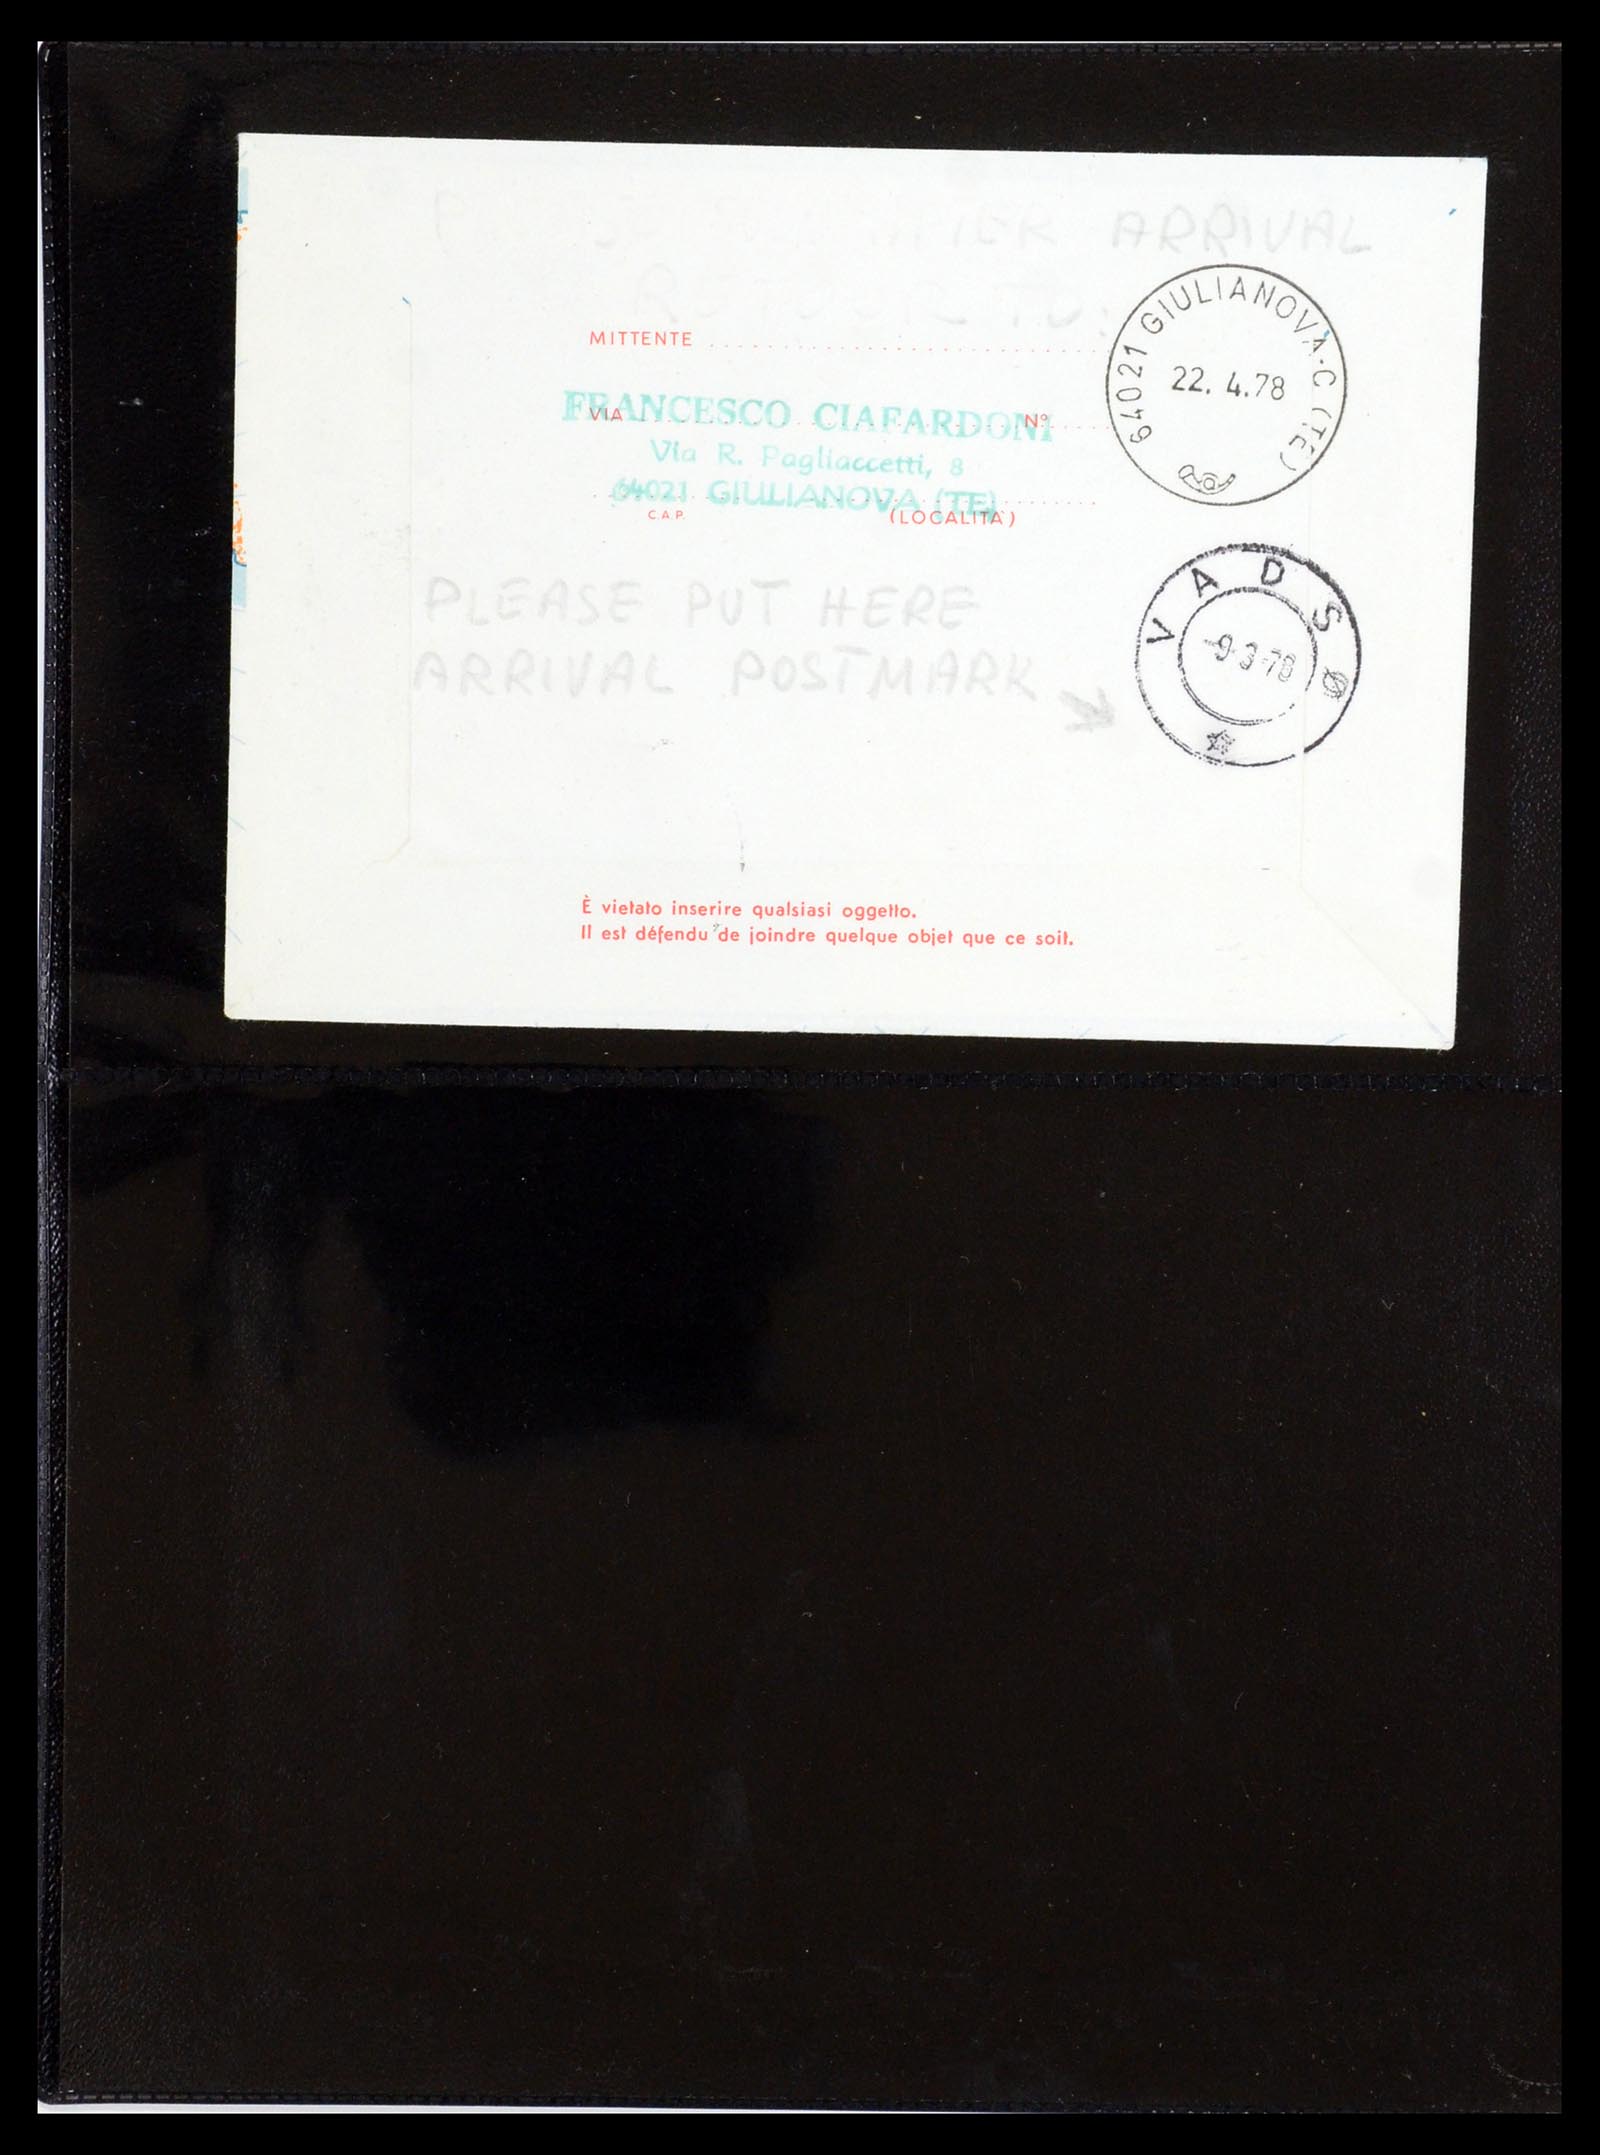 ARRIVAL
TO:
64021 GIULIANOVA-C (TE)
22. 4.78
MITTENTE
FRANCESCO CIAFARDONI
VIA N°
Via R. Pagliaccetti, 8
64021 GIULIANOVA (TE)
C.A.P. (LOCALITÀ)
VADSØ
-9-3-78
PLEASE PUT HERE
ARRIVAL POSTMARK
È vietato inserire qualsiasi oggetto.
Il est défendu de joindre quelque objet que ce soit.